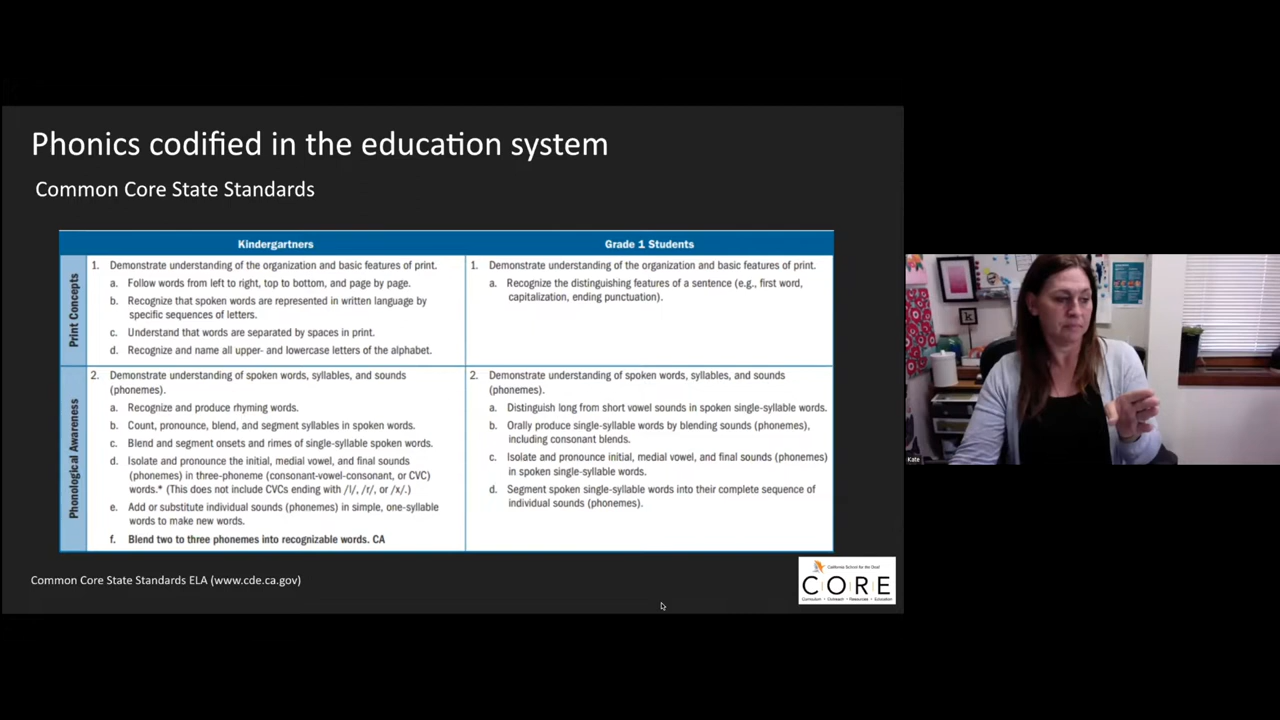 Phonics codified in the education system
Common Core State Standards
Kindergartners
Grade 1 Students
Print Concepts
1. Demonstrate understanding of the organization and basic features of print.
a. Follow words from left to right, top to bottom, and page by page.
b. Recognize that spoken words are represented in written language by
specific sequences of letters.
c. Understand that words are separated by spaces in print.
d. Recognize and name all upper- and lowercase letters of the alphabet.
1. Demonstrate understanding of the organization and basic features of print.
a. Recognize the distinguishing features of a sentence (e.g., first word,
capitalization, ending punctuation).
Phonological Awareness
2. Demonstrate understanding of spoken words, syllables, and sounds
(phonemes).
a. Recognize and produce rhyming words.
b. Count, pronounce, blend, and segment syllables in spoken words.
c. Blend and segment onsets and rimes of single-syllable spoken words.
d. Isolate and pronounce the initial, medial vowel, and final sounds
(phonemes) in three-phoneme (consonant-vowel-consonant, or CVC)
words.* (This does not include CVCs ending with /l/, /r/, or /x/.)
e. Add or substitute individual sounds (phonemes) in simple, one-syllable
words to make new words.
f. Blend two to three phonemes into recognizable words. CA
2. Demonstrate understanding of spoken words, syllables, and sounds
(phonemes).
a. Distinguish long from short vowel sounds in spoken single-syllable words.
b. Orally produce single-syllable words by blending sounds (phonemes),
including consonant blends.
c. Isolate and pronounce initial, medial vowel, and final sounds (phonemes)
in spoken single-syllable words.
d. Segment spoken single-syllable words into their complete sequence of
individual sounds (phonemes).
Common Core State Standards ELA (www.cde.ca.gov)
California School for the Deaf
CORE
Curriculum • Outreach • Resources • Education
k
Kate